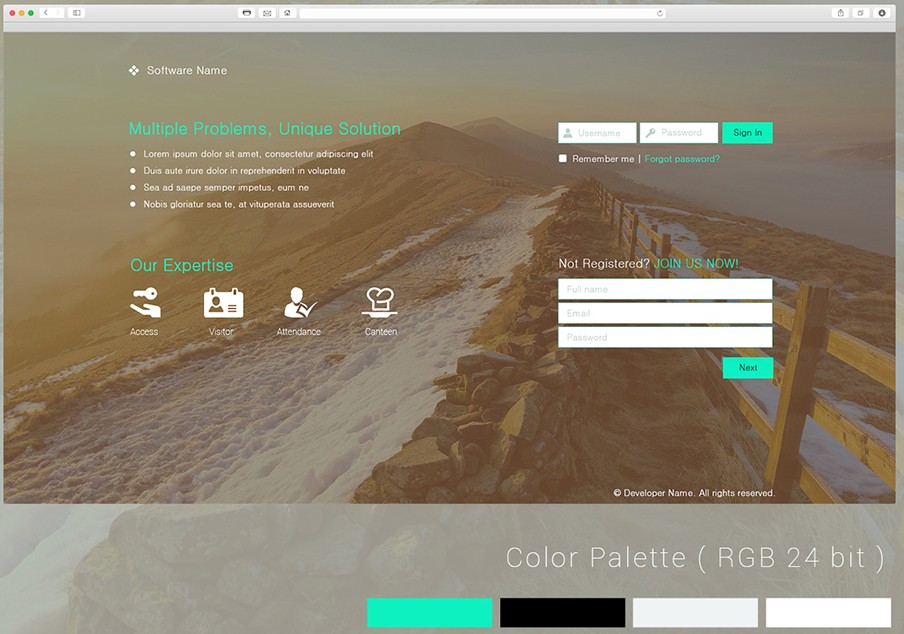 Software Name
Multiple Problems, Unique Solution
Lorem ipsum dolor sit amet, consectetur adipiscing elit
Duis aute irure dolor in reprehenderit in voluptate
Sea ad saepe semper impetus, eum ne
Nobis gloriatur sea te, at vituperata assueverit
Username
Password
Sign In
Remember me | Forgot password?
Our Expertise
Access
Visitor
Attendance
Canteen
Not Registered? JOIN US NOW!
Full name
Email
Password
Next
© Developer Name. All rights reserved.
Color Palette ( RGB 24 bit )